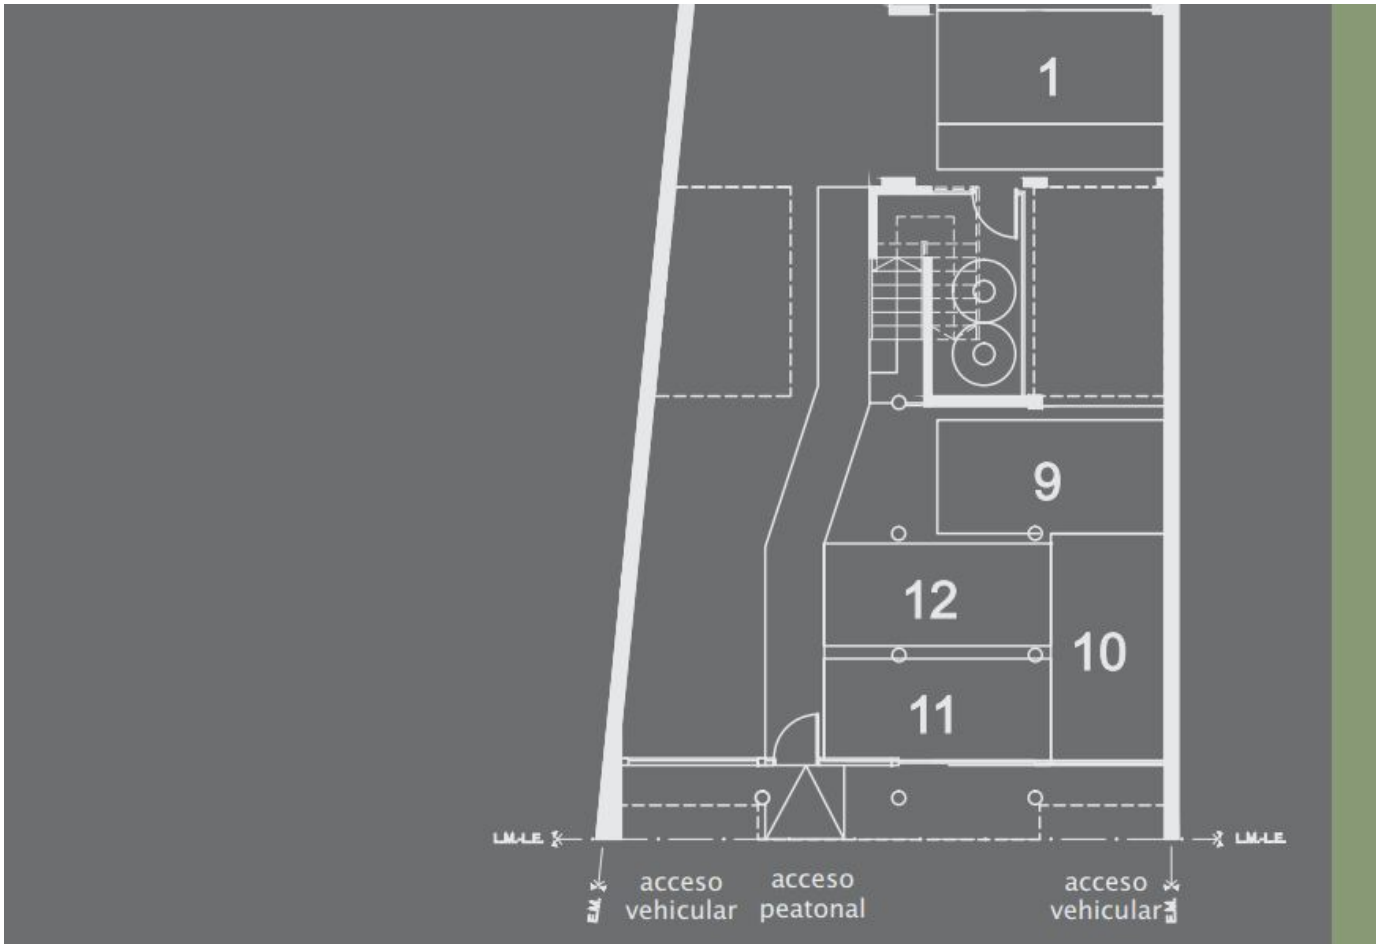 1
9
12
10
11
L.M.-L.E.
L.M.-L.E.
acceso
vehicular
acceso
peatonal
acceso
vehicular
E.M.
E.M.